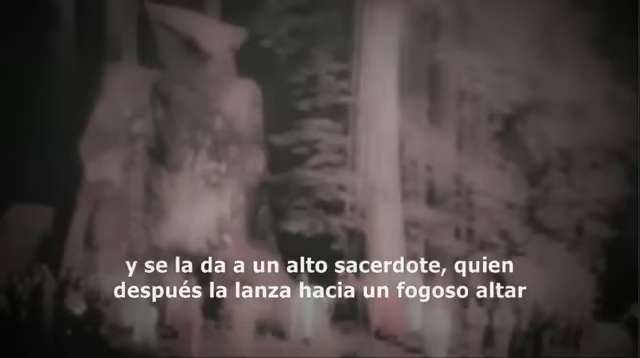 y se la da a un alto sacerdote, quien
después la lanza hacia un fogoso altar